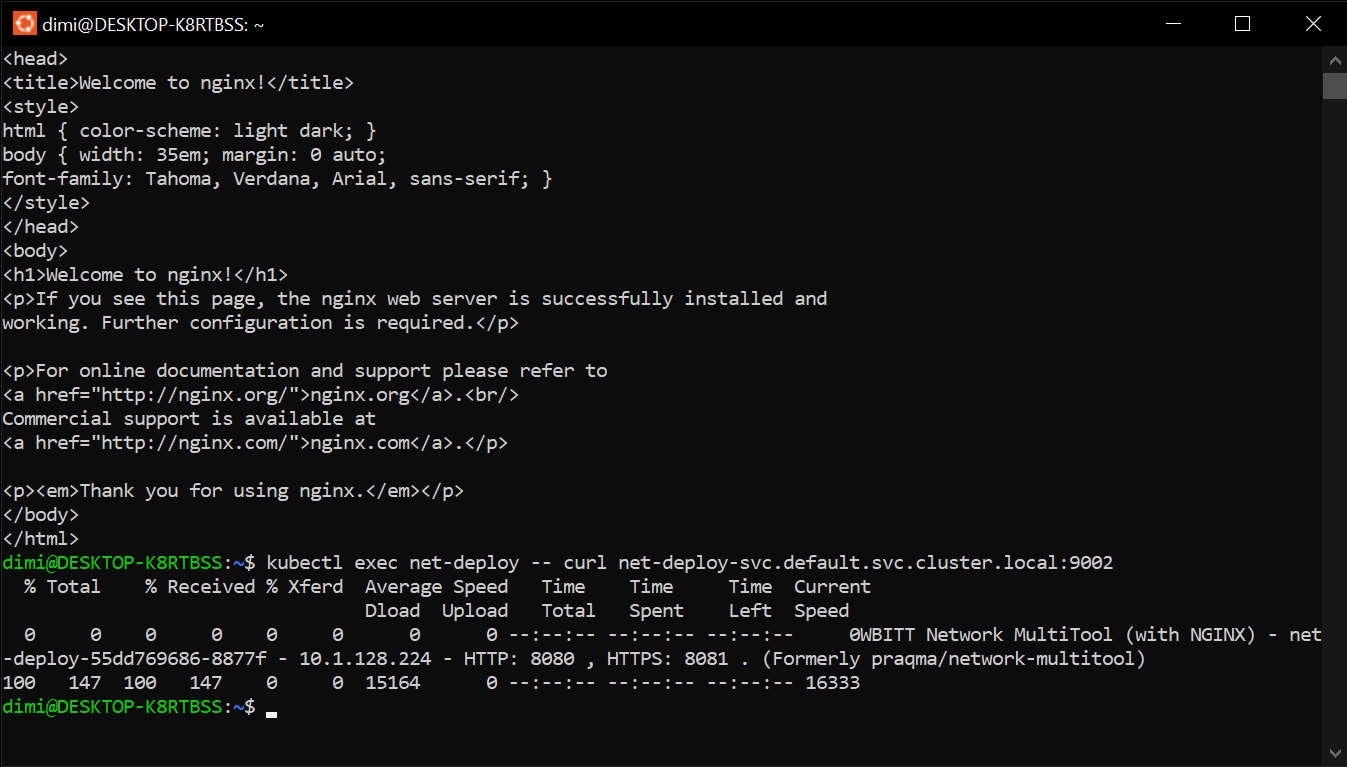 dimi@DESKTOP-K8RTBSS: ~
<head>
<title>Welcome to nginx!</title>
<style>
html { color-scheme: light dark; }
body { width: 35em; margin: 0 auto;
font-family: Tahoma, Verdana, Arial, sans-serif; }
</style>
</head>
<body>
<h1>Welcome to nginx!</h1>
<p>If you see this page, the nginx web server is successfully installed and
working. Further configuration is required.</p>

<p>For online documentation and support please refer to
<a href="http://nginx.org/">nginx.org</a>.<br/>
Commercial support is available at
<a href="http://nginx.com/">nginx.com</a>.</p>

<p><em>Thank you for using nginx.</em></p>
</body>
</html>
dimi@DESKTOP-K8RTBSS:~$ kubectl exec net-deploy -- curl net-deploy-svc.default.svc.cluster.local:9002
  % Total    % Received % Xferd  Average Speed   Time    Time     Time  Current
                                 Dload  Upload   Total   Spent    Left  Speed
  0     0    0     0    0     0      0      0 --:--:-- --:--:-- --:--:--     0WBITT Network MultiTool (with NGINX) - net
-deploy-55dd769686-8877f - 10.1.128.224 - HTTP: 8080 , HTTPS: 8081 . (Formerly praqma/network-multitool)
100   147  100   147    0     0  15164      0 --:--:-- --:--:-- --:--:-- 16333
dimi@DESKTOP-K8RTBSS:~$